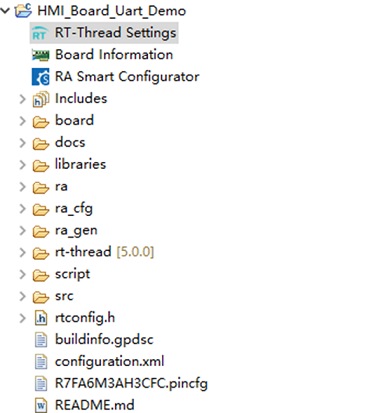 HMI_Board_Uart_Demo
RT-Thread Settings
Board Information
RA Smart Configurator
Includes
board
docs
libraries
ra
ra_cfg
ra_gen
rt-thread [5.0.0]
script
src
rtconfig.h
buildinfo.gpdsc
configuration.xml
R7FA6M3AH3CFC.pincfg
README.md